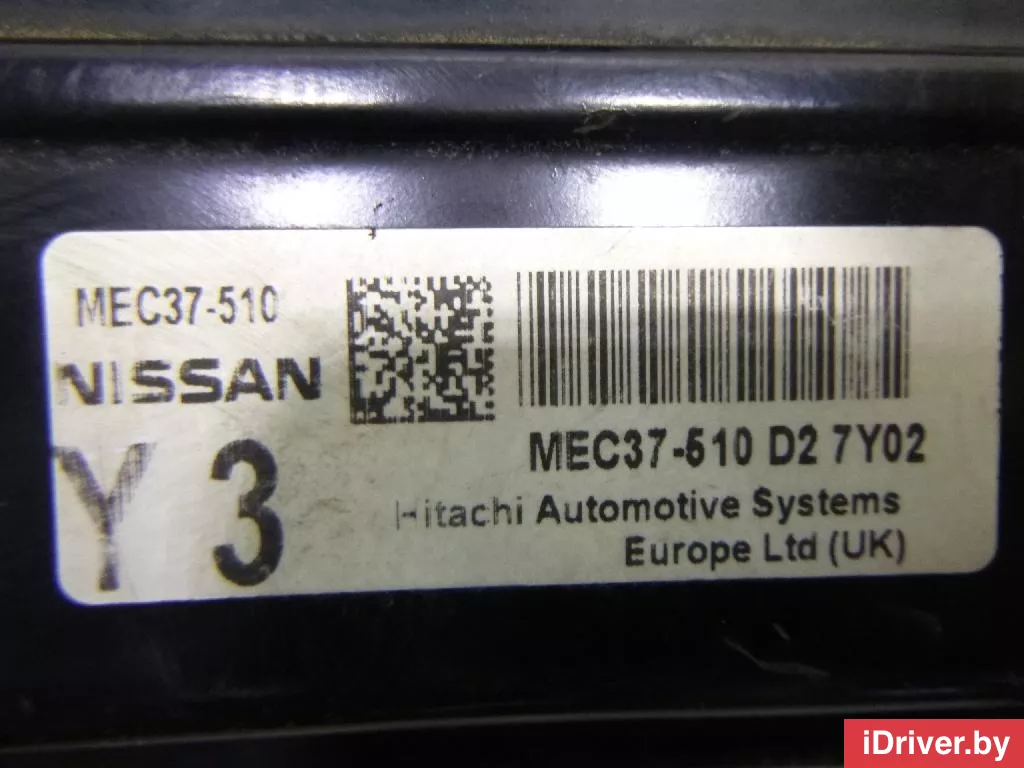 MEC37-510
NISSAN
Y 3
MEC37-510 D2 7Y02
Hitachi Automotive Systems
Europe Ltd (UK)
iDriver.by